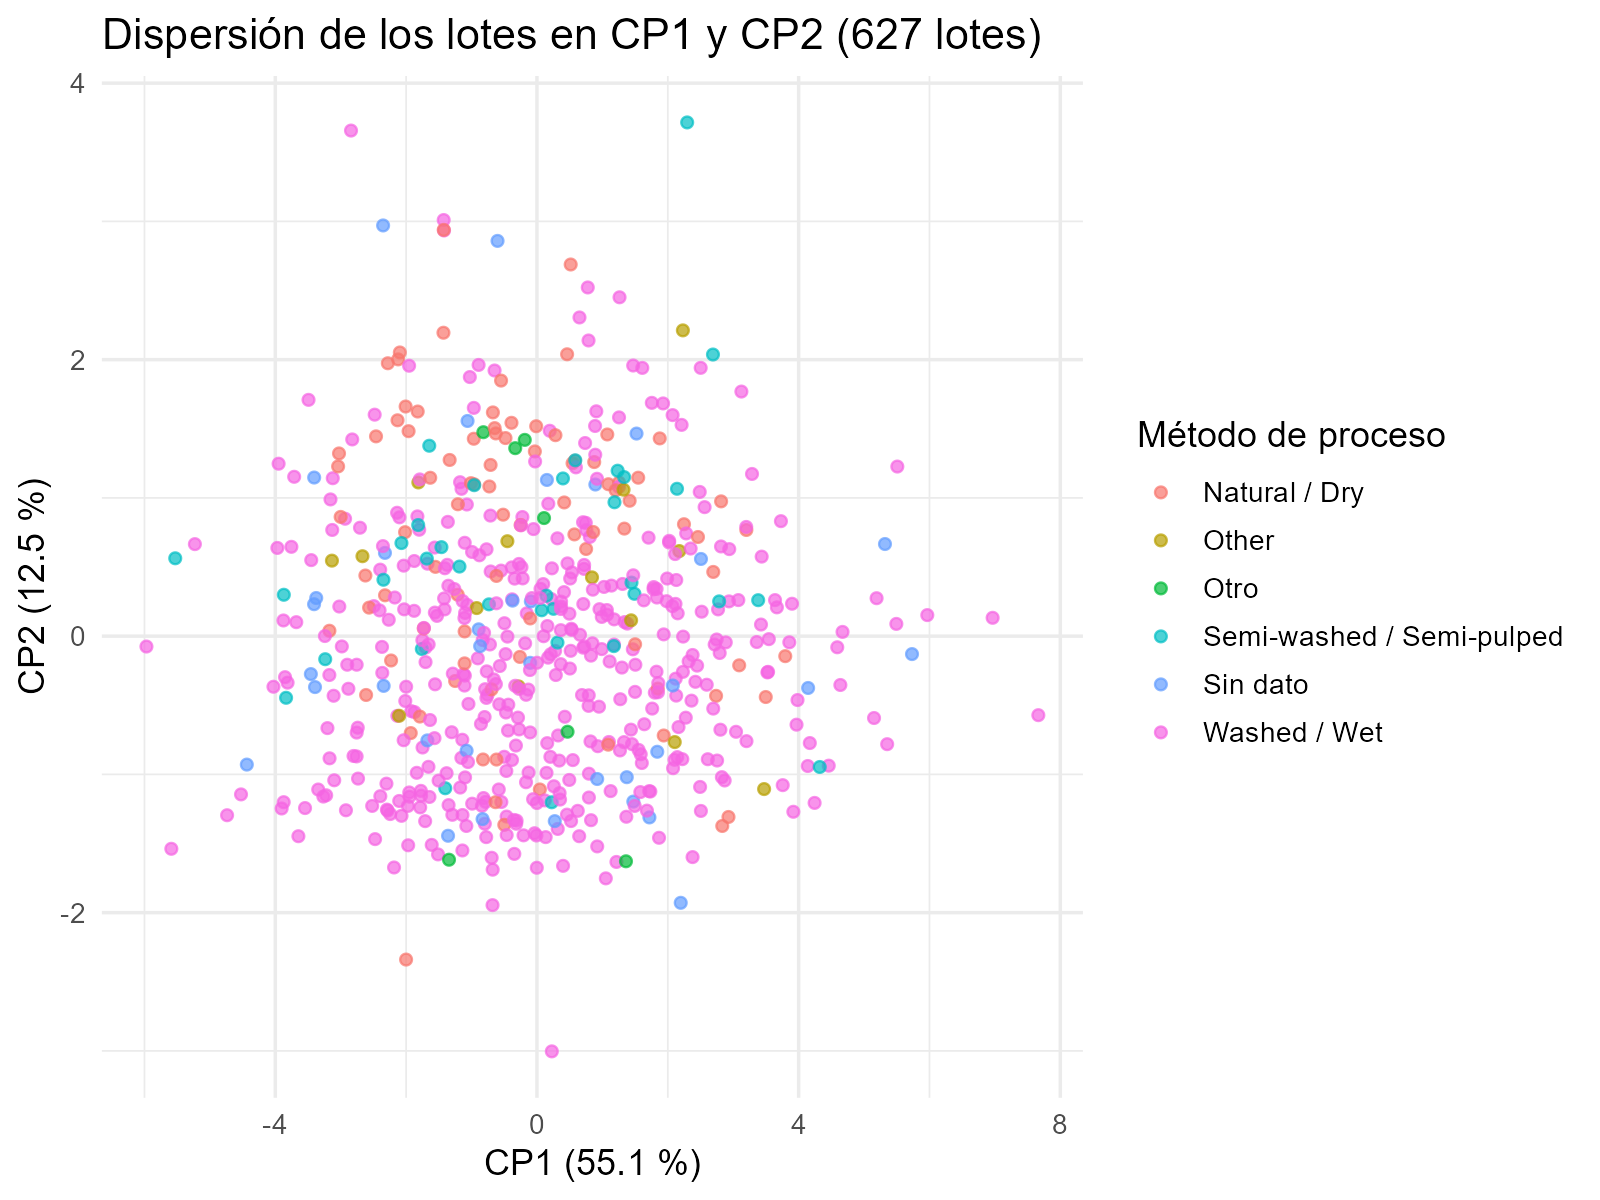 Dispersión de los lotes en CP1 y CP2 (627 lotes)
4
2
0
-2
CP2 (12.5 %)
-4
0
4
8
CP1 (55.1 %)
Método de proceso
Natural / Dry
Other
Otro
Semi-washed / Semi-pulped
Sin dato
Washed / Wet